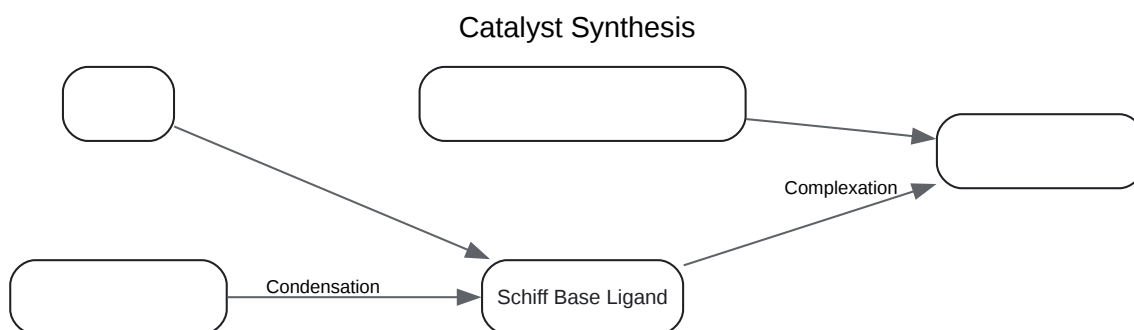 Catalyst Synthesis
Complexation
Condensation
Schiff Base Ligand